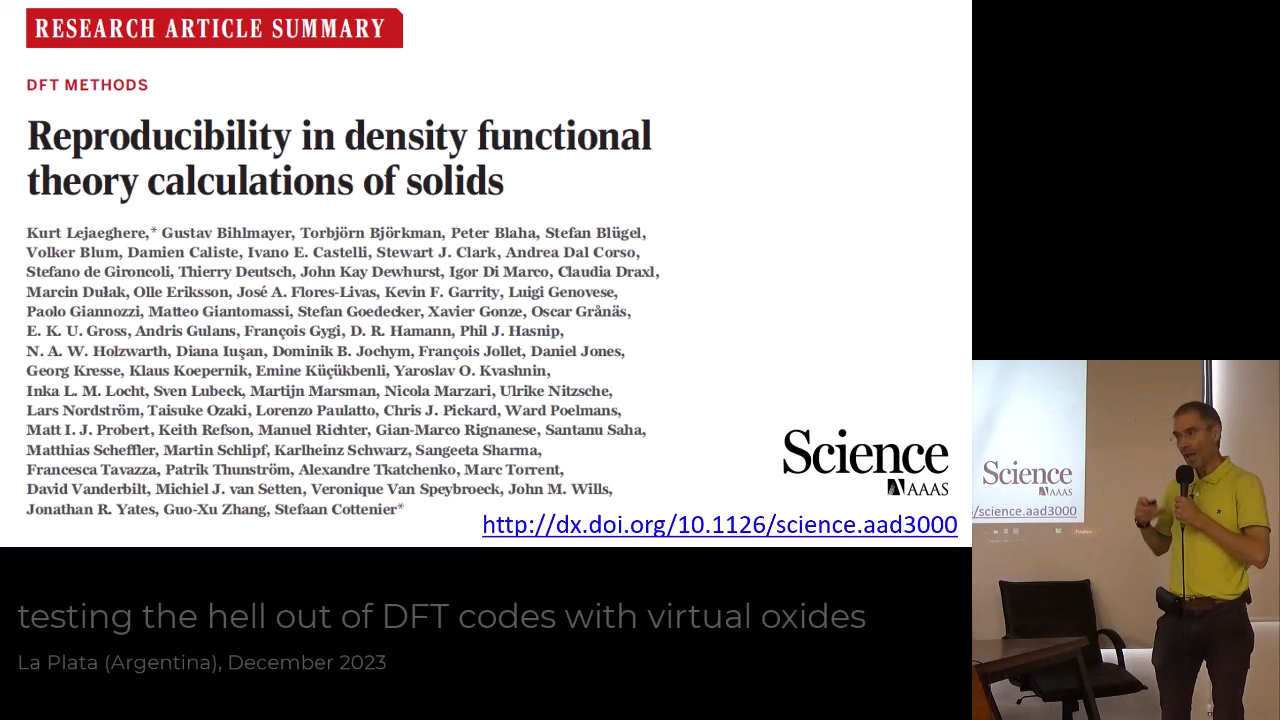 RESEARCH ARTICLE SUMMARY
DFT METHODS
Reproducibility in density functional
theory calculations of solids
Kurt Lejaeghere,* Gustav Bihlmayer, Torbjörn Björkman, Peter Blaha, Stefan Blügel,
Volker Blum, Damien Caliste, Ivano E. Castelli, Stewart J. Clark, Andrea Dal Corso,
Stefano de Gironcoli, Thierry Deutsch, John Kay Dewhurst, Igor Di Marco, Claudia Draxl,
Marcin Dułak, Olle Eriksson, José A. Flores-Livas, Kevin F. Garrity, Luigi Genovese,
Paolo Giannozzi, Matteo Giantomassi, Stefan Goedecker, Xavier Gonze, Oscar Grånäs,
E. K. U. Gross, Andris Gulans, François Gygi, D. R. Hamann, Phil J. Hasnip,
N. A. W. Holzwarth, Diana Iuşan, Dominik B. Jochym, François Jollet, Daniel Jones,
Georg Kresse, Klaus Koepernik, Emine Küçükbenli, Yaroslav O. Kvashnin,
Inka L. M. Locht, Sven Lubeck, Martijn Marsman, Nicola Marzari, Ulrike Nitzsche,
Lars Nordström, Taisuke Ozaki, Lorenzo Paulatto, Chris J. Pickard, Ward Poelmans,
Matt I. J. Probert, Keith Refson, Manuel Richter, Gian-Marco Rignanese, Santanu Saha,
Matthias Scheffler, Martin Schlipf, Karlheinz Schwarz, Sangeeta Sharma,
Francesca Tavazza, Patrik Thunström, Alexandre Tkatchenko, Marc Torrent,
David Vanderbilt, Michiel J. van Setten, Veronique Van Speybroeck, John M. Wills,
Jonathan R. Yates, Guo-Xu Zhang, Stefaan Cottenier*
Science
AAAS
http://dx.doi.org/10.1126/science.aad3000
Science
AAAS
/science.aad3000
testing the hell out of DFT codes with virtual oxides
La Plata (Argentina), December 2023